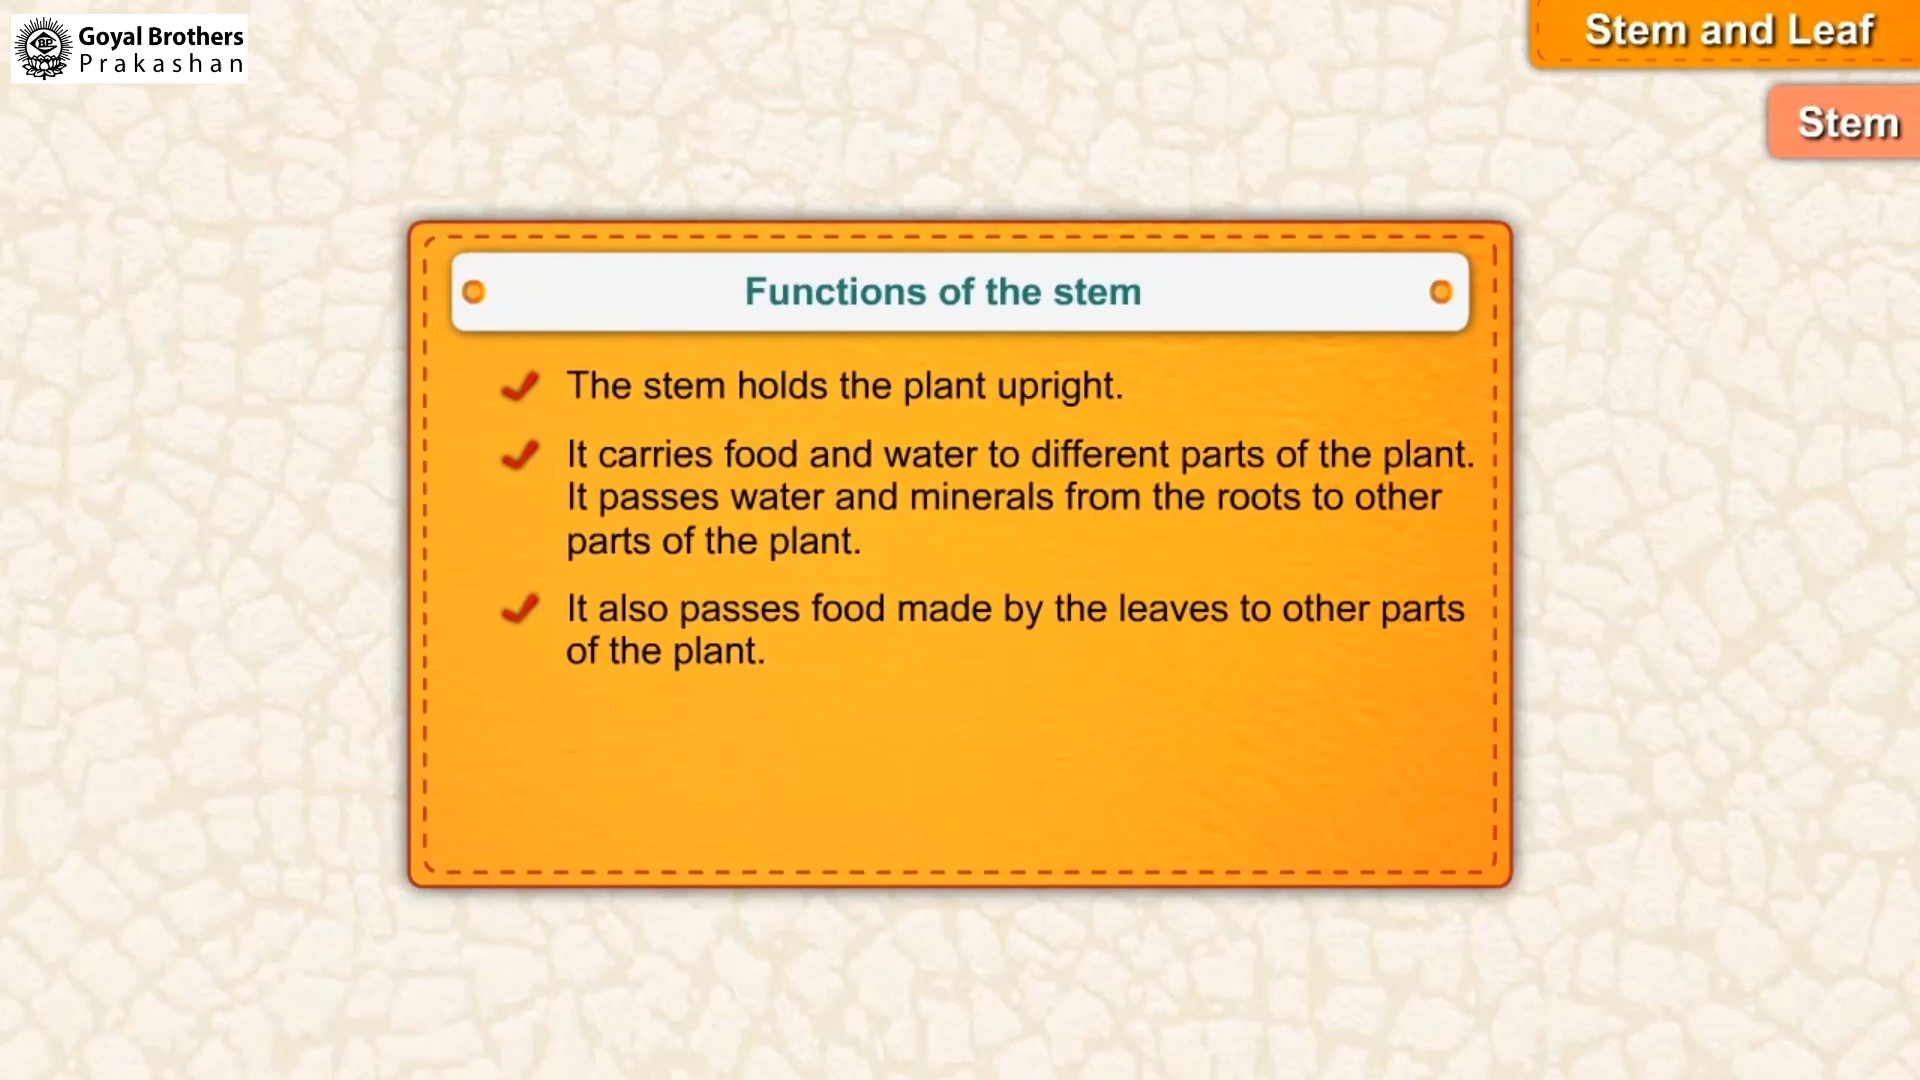 Goyal Brothers
Prakashan
Stem and Leaf
Stem
Functions of the stem
The stem holds the plant upright.
It carries food and water to different parts of the plant.
It passes water and minerals from the roots to other
parts of the plant.
It also passes food made by the leaves to other parts
of the plant.